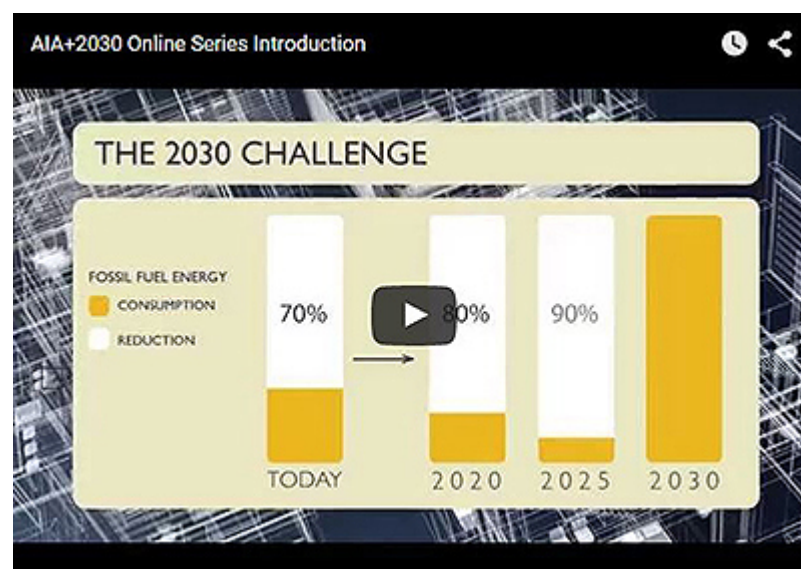 AIA+2030 Online Series Introduction
THE 2030 CHALLENGE
FOSSIL FUEL ENERGY
CONSUMPTION
REDUCTION
70%
80%
90%
TODAY
2020
2025
2030